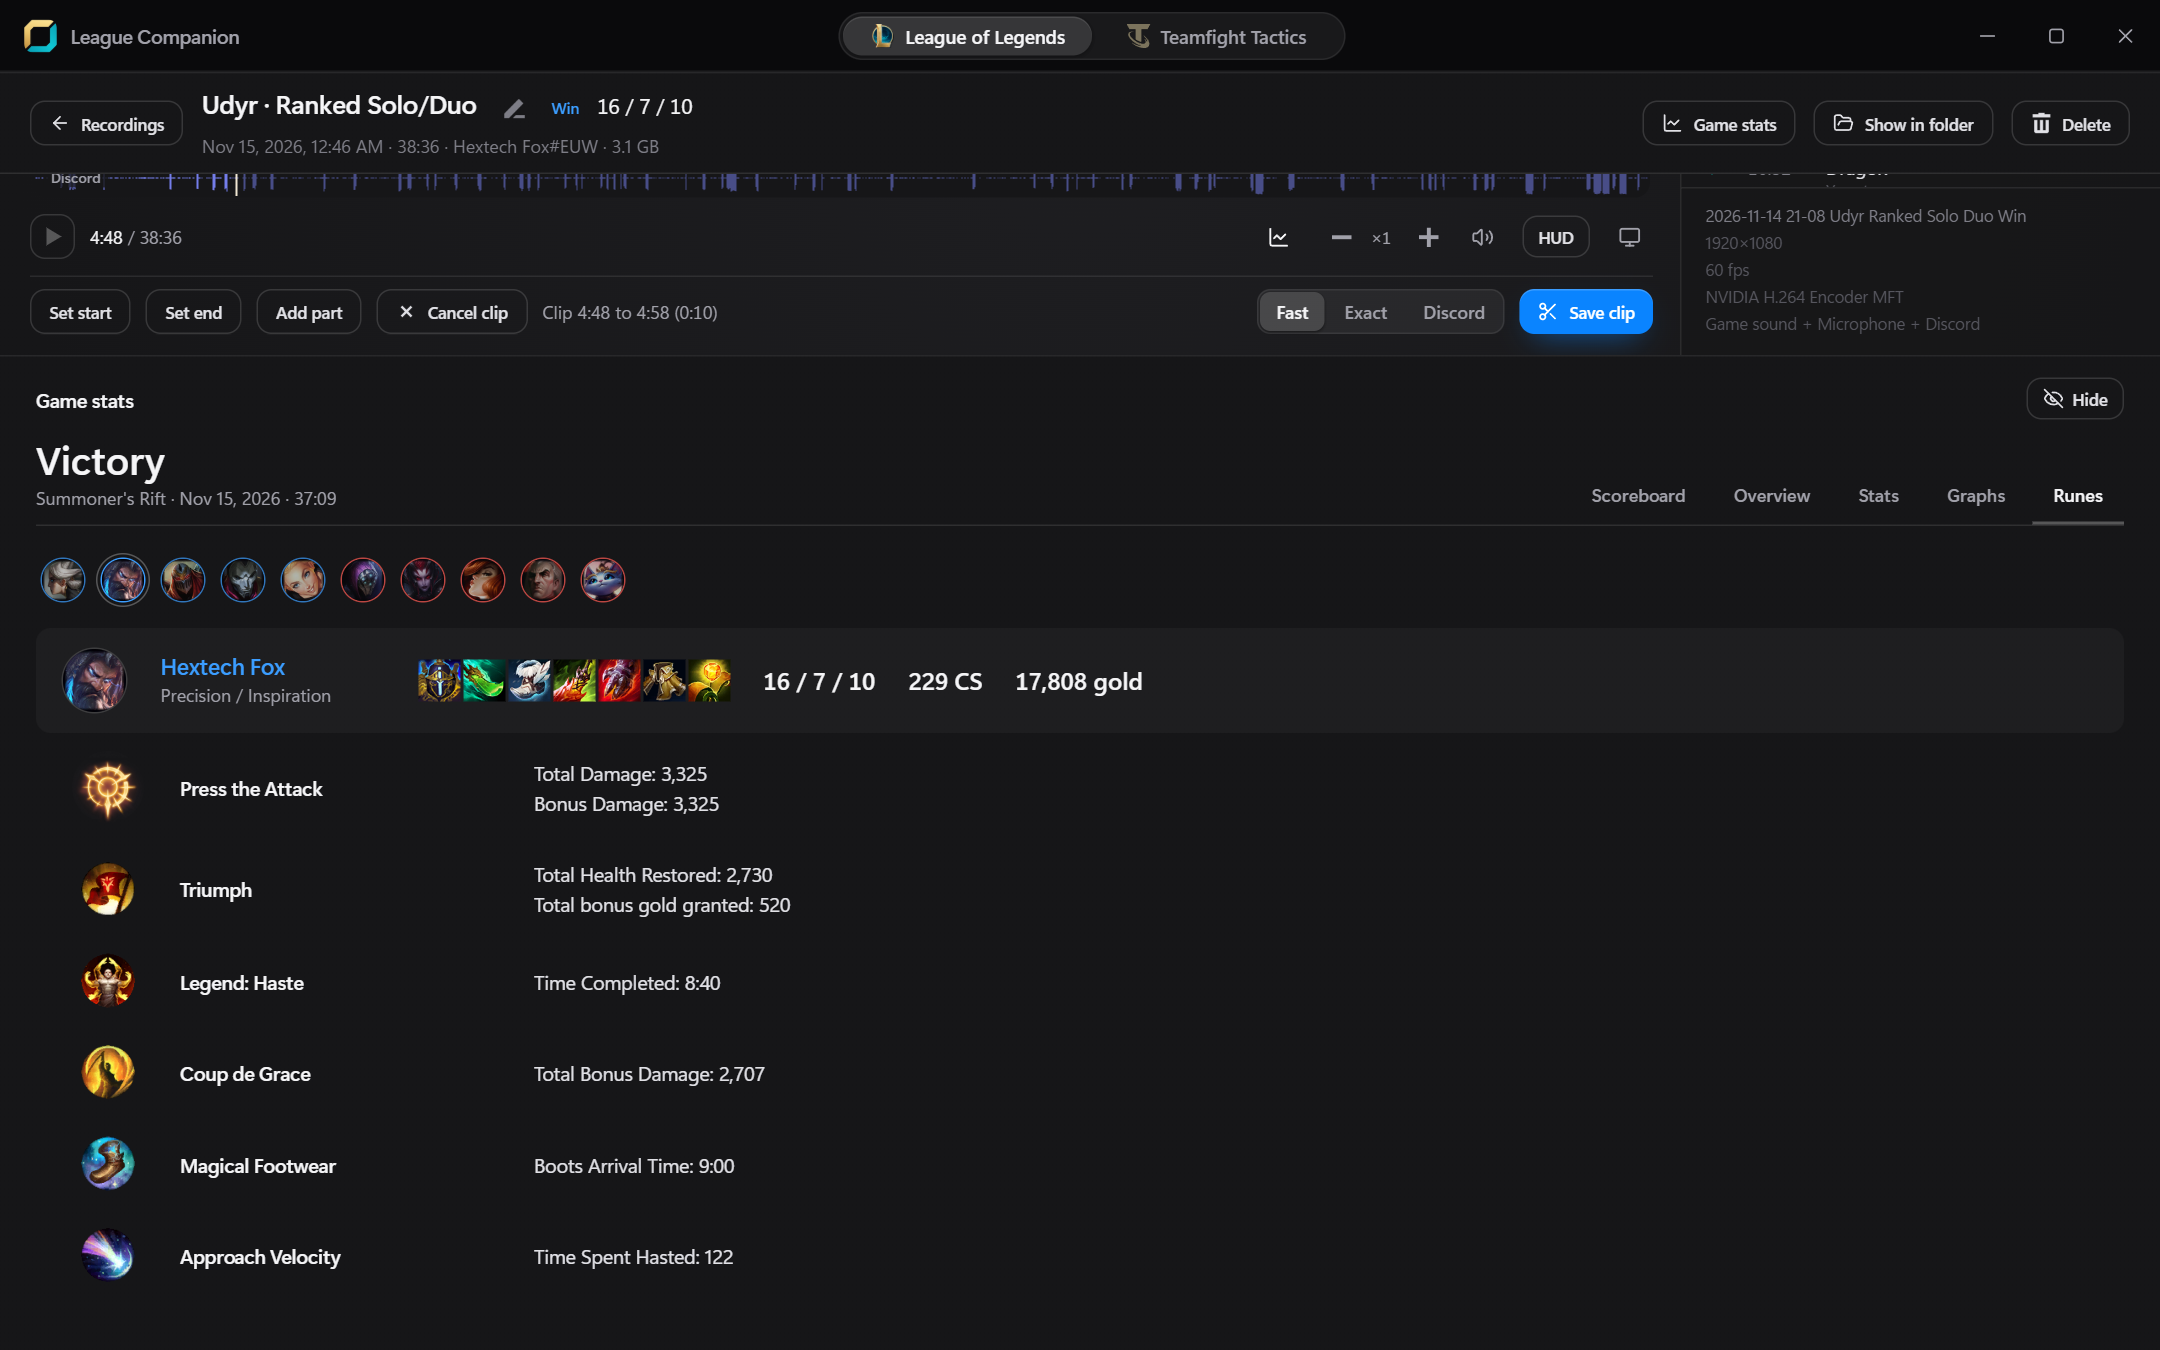 League Companion
League of Legends
Teamfight Tactics
Recordings
Udyr · Ranked Solo/Duo
Win
16 / 7 / 10
Nov 15, 2026, 12:46 AM · 38:36 · Hextech Fox#EUW · 3.1 GB
Game stats
Show in folder
Delete
Discord
4:48 / 38:36
×1
HUD
Set start
Set end
Add part
Cancel clip
Clip 4:48 to 4:58 (0:10)
Fast
Exact
Discord
Save clip
2026-11-14 21-08 Udyr Ranked Solo Duo Win
1920×1080
60 fps
NVIDIA H.264 Encoder MFT
Game sound + Microphone + Discord
Game stats
Hide
Victory
Summoner's Rift · Nov 15, 2026 · 37:09
Scoreboard
Overview
Stats
Graphs
Runes
Hextech Fox
Precision / Inspiration
16 / 7 / 10
229 CS
17,808 gold
Press the Attack
Total Damage: 3,325
Bonus Damage: 3,325
Triumph
Total Health Restored: 2,730
Total bonus gold granted: 520
Legend: Haste
Time Completed: 8:40
Coup de Grace
Total Bonus Damage: 2,707
Magical Footwear
Boots Arrival Time: 9:00
Approach Velocity
Time Spent Hasted: 122